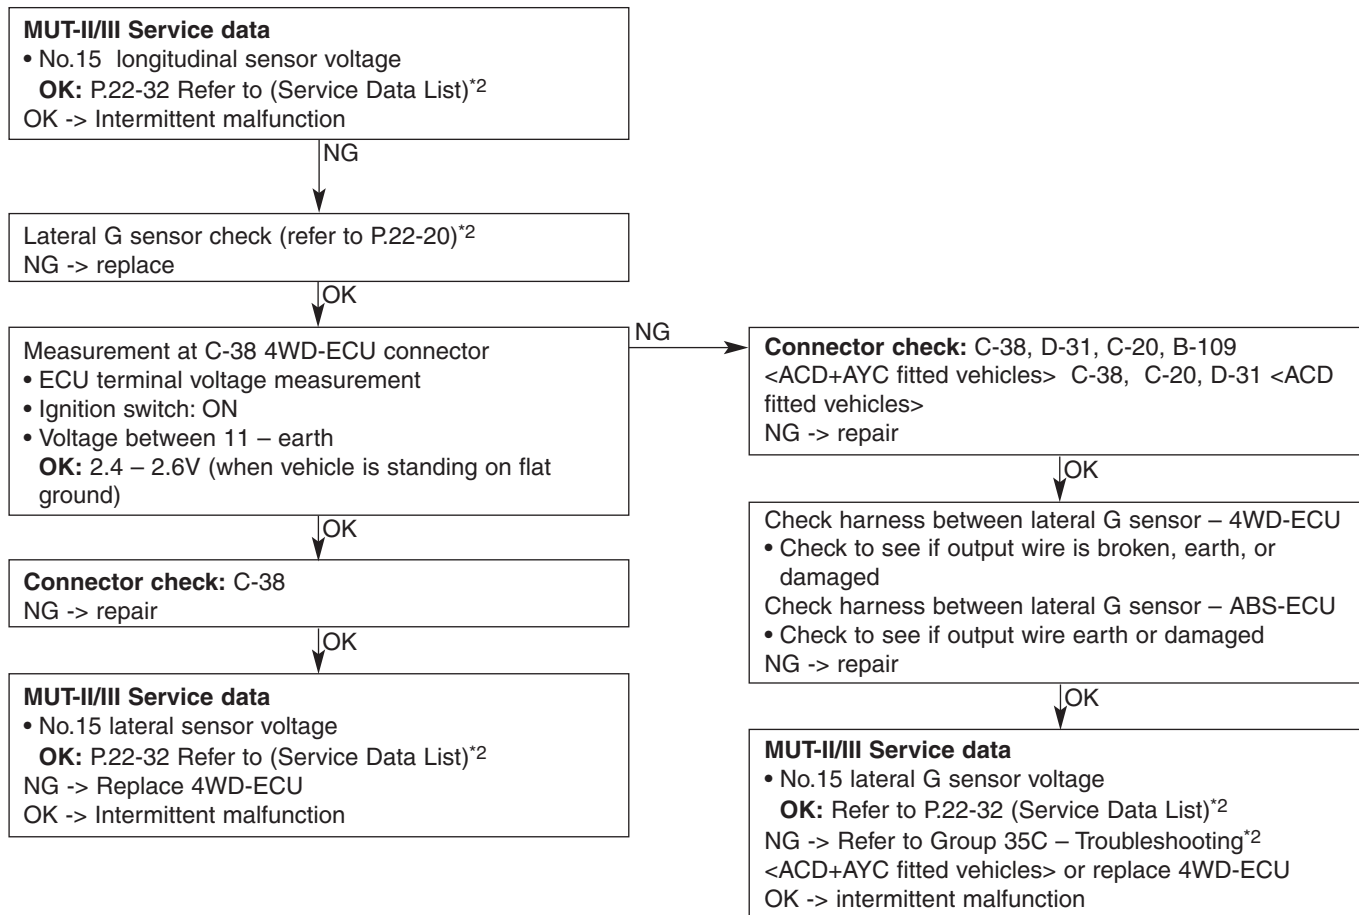 MUT-II/III Service data
• No.15 longitudinal sensor voltage
OK: P.22-32 Refer to (Service Data List)*2
OK -> Intermittent malfunction
NG
Lateral G sensor check (refer to P.22-20)*2
NG -> replace
OK
Measurement at C-38 4WD-ECU connector
• ECU terminal voltage measurement
• Ignition switch: ON
• Voltage between 11 – earth
OK: 2.4 – 2.6V (when vehicle is standing on flat
ground)
OK
Connector check: C-38
NG -> repair
OK
MUT-II/III Service data
• No.15 lateral sensor voltage
OK: P.22-32 Refer to (Service Data List)*2
NG -> Replace 4WD-ECU
OK -> Intermittent malfunction
NG
Connector check: C-38, D-31, C-20, B-109
<ACD+AYC fitted vehicles> C-38, C-20, D-31 <ACD
fitted vehicles>
NG -> repair
OK
Check harness between lateral G sensor – 4WD-ECU
• Check to see if output wire is broken, earth, or
damaged
Check harness between lateral G sensor – ABS-ECU
• Check to see if output wire earth or damaged
NG -> repair
OK
MUT-II/III Service data
• No.15 lateral G sensor voltage
OK: Refer to P.22-32 (Service Data List)*2
NG -> Refer to Group 35C – Troubleshooting*2
<ACD+AYC fitted vehicles> or replace 4WD-ECU
OK -> intermittent malfunction